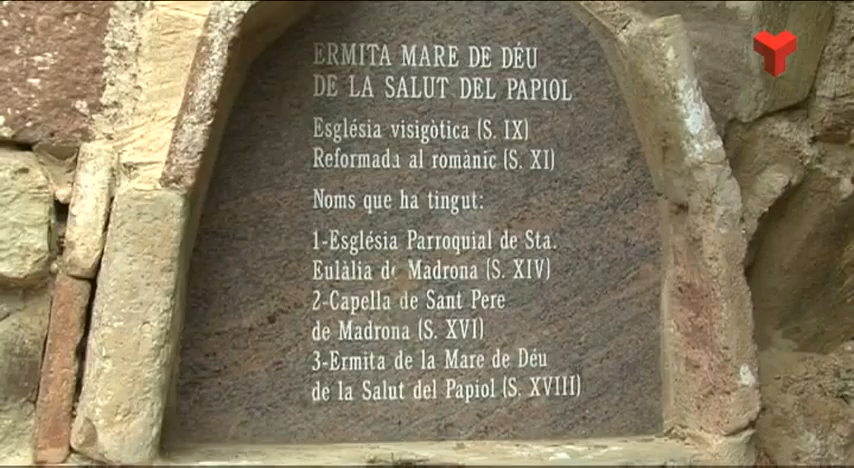 ERMITA MARE DE DÉU
DE LA SALUT DEL PAPIOL
Església visigòtica (S. IX)
Reformada al romànic (S. XI)
Noms que ha tingut:
1-Església Parroquial de Sta.
Eulàlia de Madrona (S. XIV)
2-Capella de Sant Pere
de Madrona (S. XVI)
3-Ermita de la Mare de Déu
de la Salut del Papiol (S. XVIII)